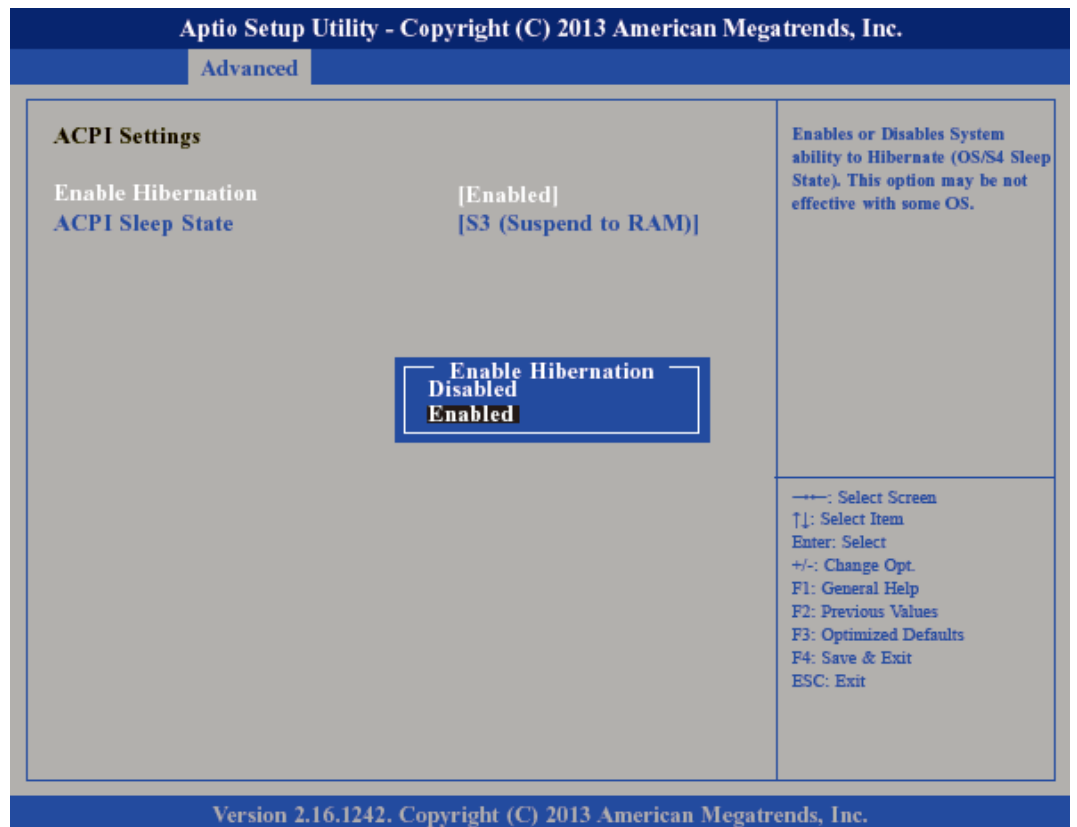 Aptio Setup Utility - Copyright (C) 2013 American Megatrends, Inc.
Advanced
ACPI Settings
Enable Hibernation [Enabled]
ACPI Sleep State [S3 (Suspend to RAM)]
Enable Hibernation
Disabled
Enabled
Enables or Disables System
ability to Hibernate (OS/S4 Sleep
State). This option may be not
effective with some OS.
→←: Select Screen
↑↓: Select Item
Enter: Select
+/-: Change Opt.
F1: General Help
F2: Previous Values
F3: Optimized Defaults
F4: Save & Exit
ESC: Exit
Version 2.16.1242. Copyright (C) 2013 American Megatrends, Inc.